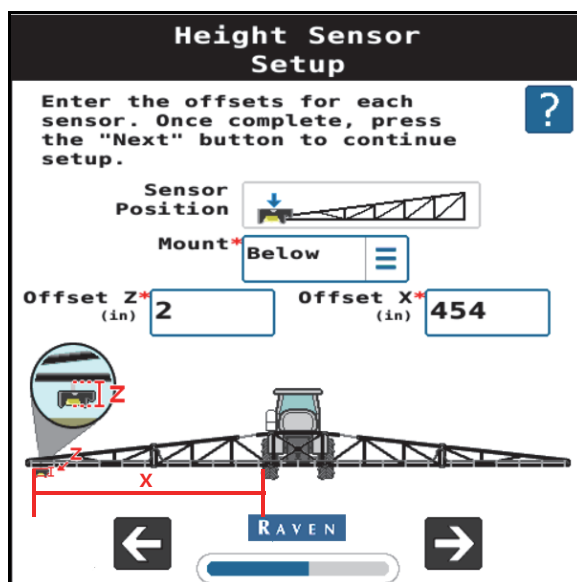 Height Sensor
Setup
Enter the offsets for each
sensor. Once complete, press
the "Next" button to continue
setup.
?
Sensor
Position
Mount*
Below
Offset Z*
(in)
2
Offset X*
(in)
454
Z
Z
X
RAVEN